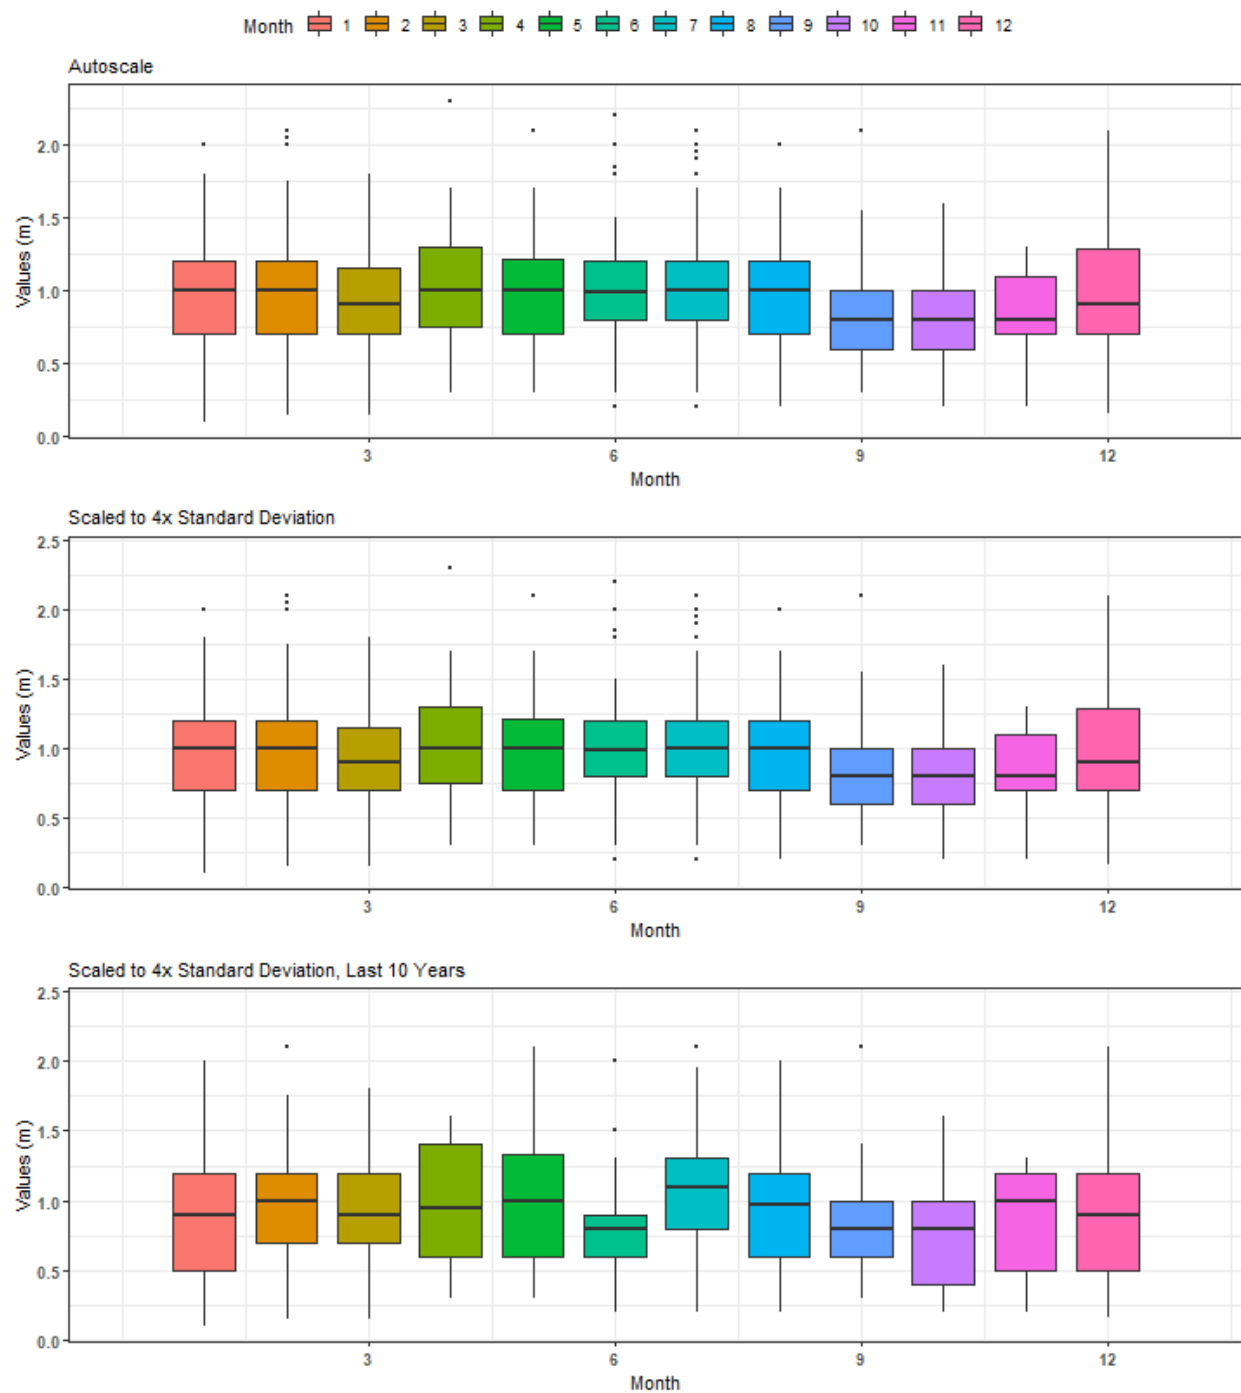 Month 1 2 3 4 5 6 7 8 9 10 11 12
Autoscale
Values (m)
2.0
1.5
1.0
0.5
0.0
3 6 9 12
Month
Scaled to 4x Standard Deviation
Values (m)
2.5
2.0
1.5
1.0
0.5
0.0
3 6 9 12
Month
Scaled to 4x Standard Deviation, Last 10 Years
Values (m)
2.5
2.0
1.5
1.0
0.5
0.0
3 6 9 12
Month